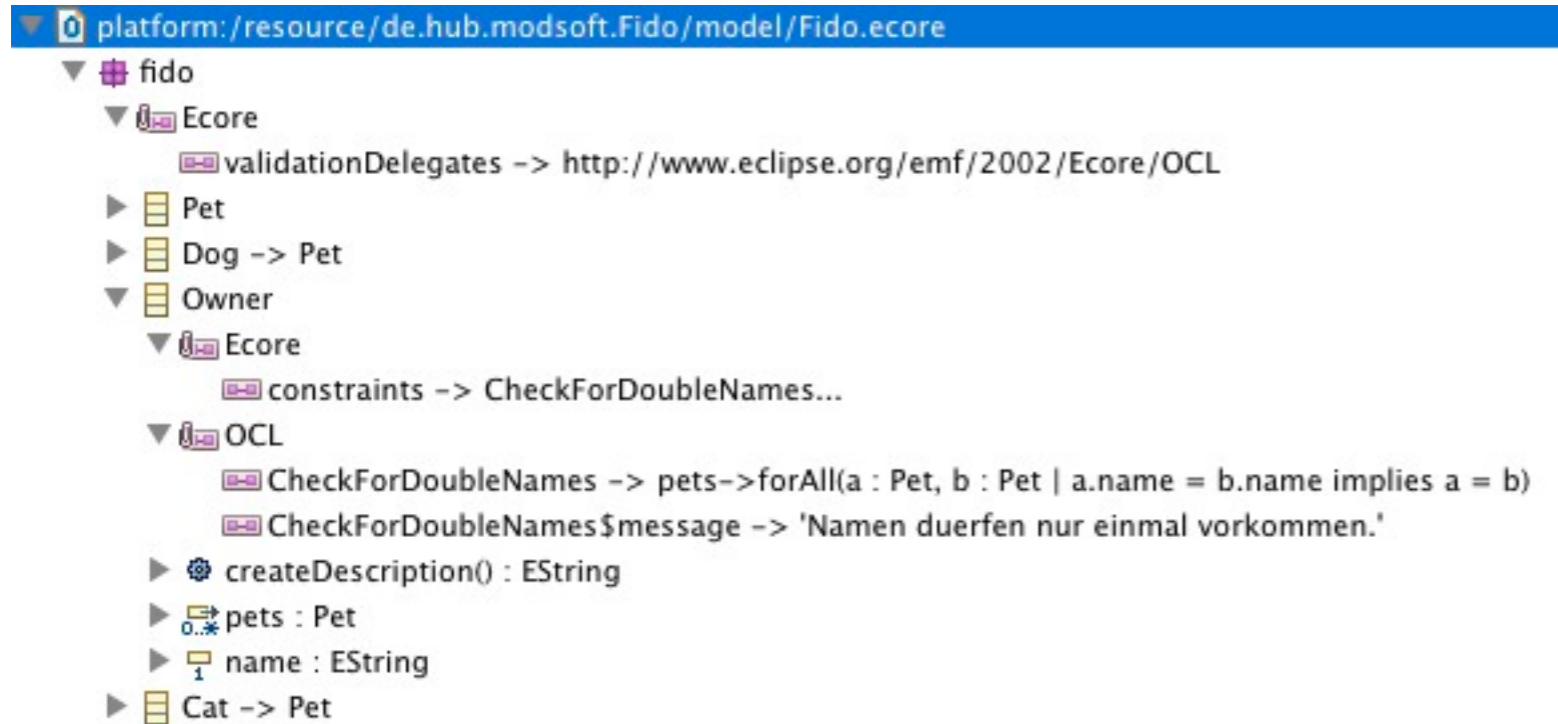 platform:/resource/de.hub.modsoft.Fido/model/Fido.ecore
fido
Ecore
validationDelegates -> http://www.eclipse.org/emf/2002/Ecore/OCL
Pet
Dog -> Pet
Owner
Ecore
constraints -> CheckForDoubleNames...
OCL
CheckForDoubleNames -> pets->forAll(a : Pet, b : Pet | a.name = b.name implies a = b)
CheckForDoubleNames$message -> 'Namen duerfen nur einmal vorkommen.'
createDescription() : EString
0..* pets : Pet
1 name : EString
Cat -> Pet